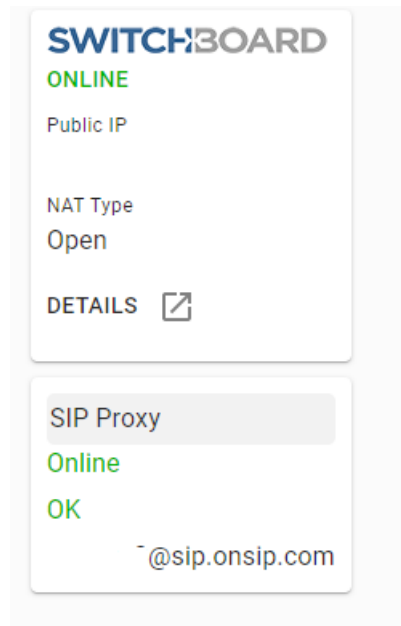 SWITCHBOARD
ONLINE
Public IP
NAT Type
Open
DETAILS
SIP Proxy
Online
OK
@sip.onsip.com